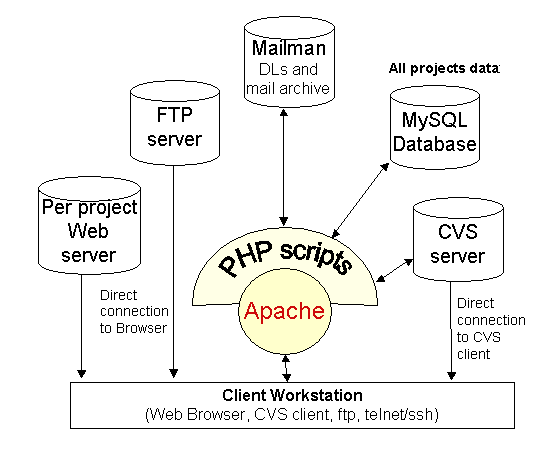 Mailman
DLs and
mail archive
All projects data:
MySQL
Database
FTP
server
Per project
Web
server
CVS
server
PHP scripts
Apache
Direct
connection
to Browser
Direct
connection
to CVS
client
Client Workstation
(Web Browser, CVS client, ftp, telnet/ssh)